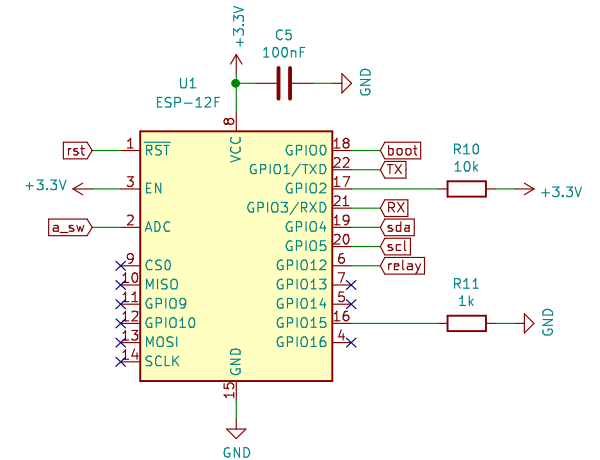 +3.3V
C5
100nF
GND
U1
ESP-12F
8
VCC
rst
1
RST
GPIO0
18
boot
GPIO1/TXD
22
TX
R10
10k
+3.3V
3
EN
GPIO2
17
+3.3V
GPIO3/RXD
21
RX
a_sw
2
ADC
GPIO4
19
sda
GPIO5
20
scl
9
CS0
GPIO12
6
relay
10
MISO
GPIO13
7
R11
1k
11
GPIO9
GPIO14
5
12
GPIO10
GPIO15
16
GND
13
MOSI
GPIO16
4
14
SCLK
GND
15
GND